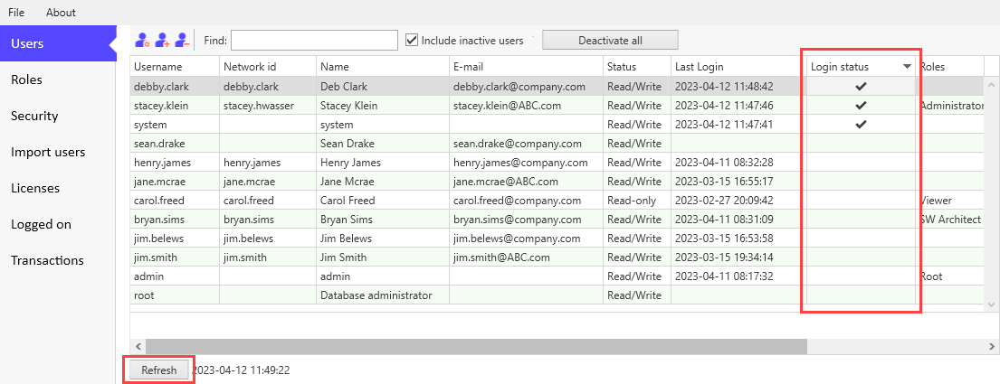 File About
Users
Roles
Security
Import users
Licenses
Logged on
Transactions
Find: Include inactive users Deactivate all
Username Network id Name E-mail Status Last Login Login status Roles
debby.clark debby.clark Deb Clark debby.clark@company.com Read/Write 2023-04-12 11:48:42
stacey.klein stacey.hwasser Stacey Klein stacey.klein@ABC.com Read/Write 2023-04-12 11:47:46 Administrator
system system Read/Write 2023-04-12 11:47:41
sean.drake Sean Drake sean.drake@company.com Read/Write
henry.james henry.james Henry James henry.james@company.com Read/Write 2023-04-11 08:32:28
jane.mcrae jane.mcrae Jane Mcrae jane.mcrae@ABC.com Read/Write 2023-03-15 16:55:17
carol.freed carol.freed Carol Freed carol.freed@company.com Read-only 2023-02-27 20:09:42 Viewer
bryan.sims bryan.sims Bryan Sims bryan.sims@company.com Read/Write 2023-04-11 08:31:09 SW Architect
jim.belews jim.belews Jim Belews jim.belews@company.com Read/Write 2023-03-15 16:53:58
jim.smith jim.smith Jim Smith jim.smith@ABC.com Read/Write 2023-03-15 19:34:14
admin admin Read/Write 2023-04-11 08:17:32 Root
root Database administrator Read/Write
Refresh 2023-04-12 11:49:22